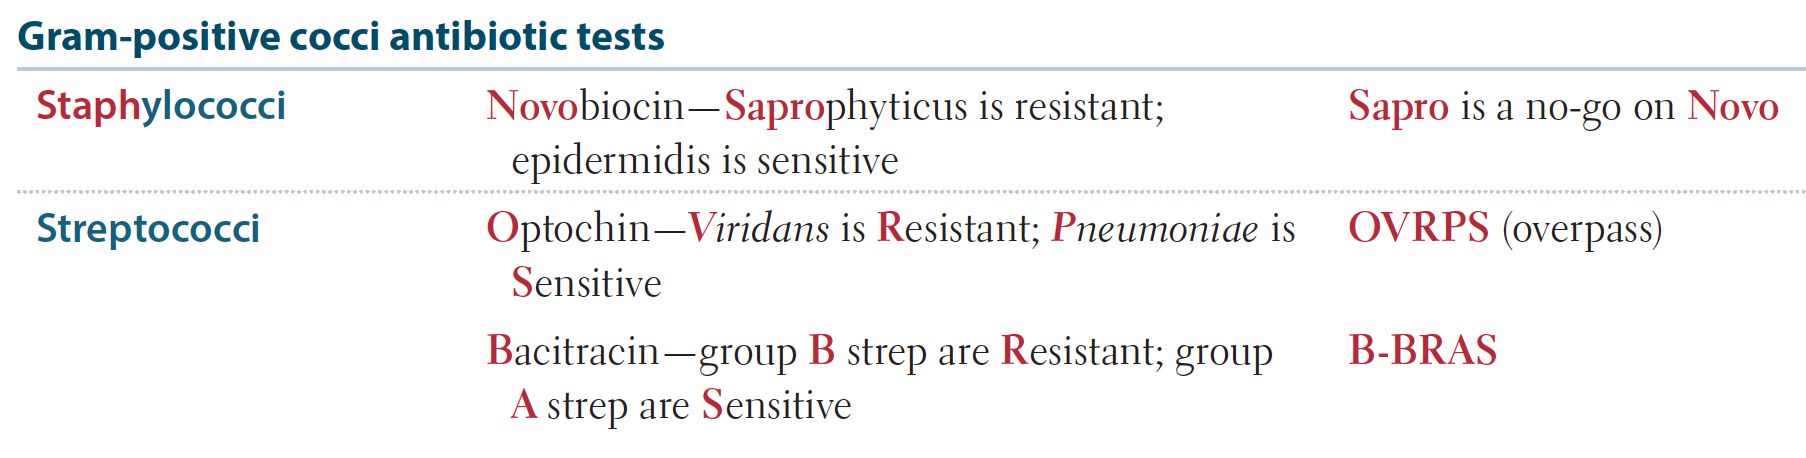 Gram-positive cocci antibiotic tests
Staphylococci
Novobiocin—Saprophyticus is resistant;
epidermidis is sensitive
Sapro is a no-go on Novo
Streptococci
Optochin—Viridans is Resistant; Pneumoniae is
Sensitive
OVRPS (overpass)
Bacitracin—group B strep are Resistant; group
A strep are Sensitive
B-BRAS